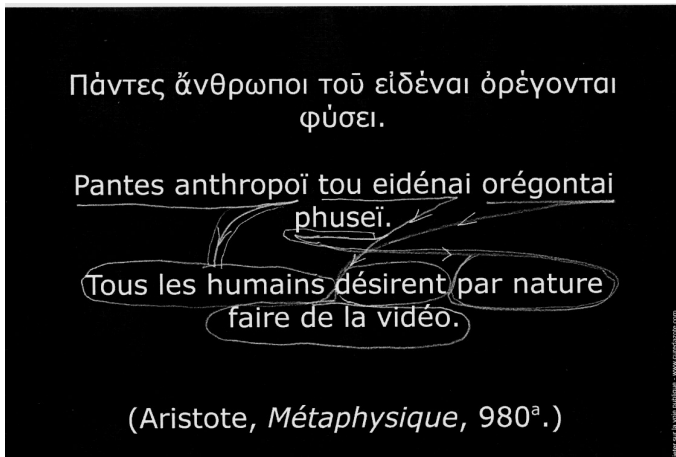 Πάντες ἄνθρωποι τοῦ εἰδέναι ὀρέγονται
φύσει.
Pantes anthropoï tou eidénai orégontai
phuseï.
Tous les humains désirent par nature
faire de la vidéo.
(Aristote, Métaphysique, 980ᵃ.)